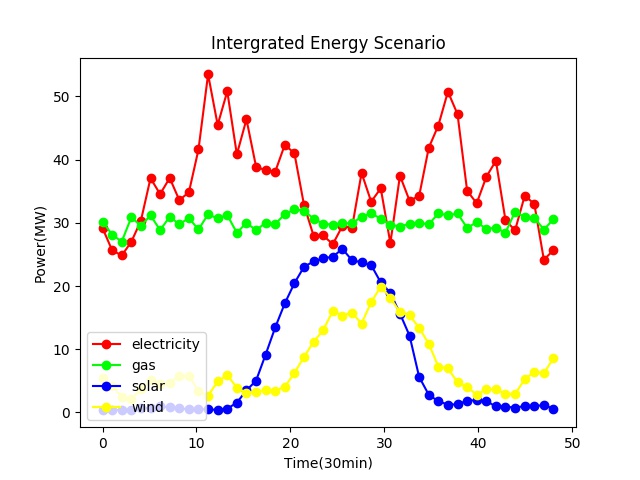 Intergrated Energy Scenario
Power(MW)
50
40
30
20
10
0
electricity
gas
solar
wind
0 10 20 30 40 50
Time(30min)